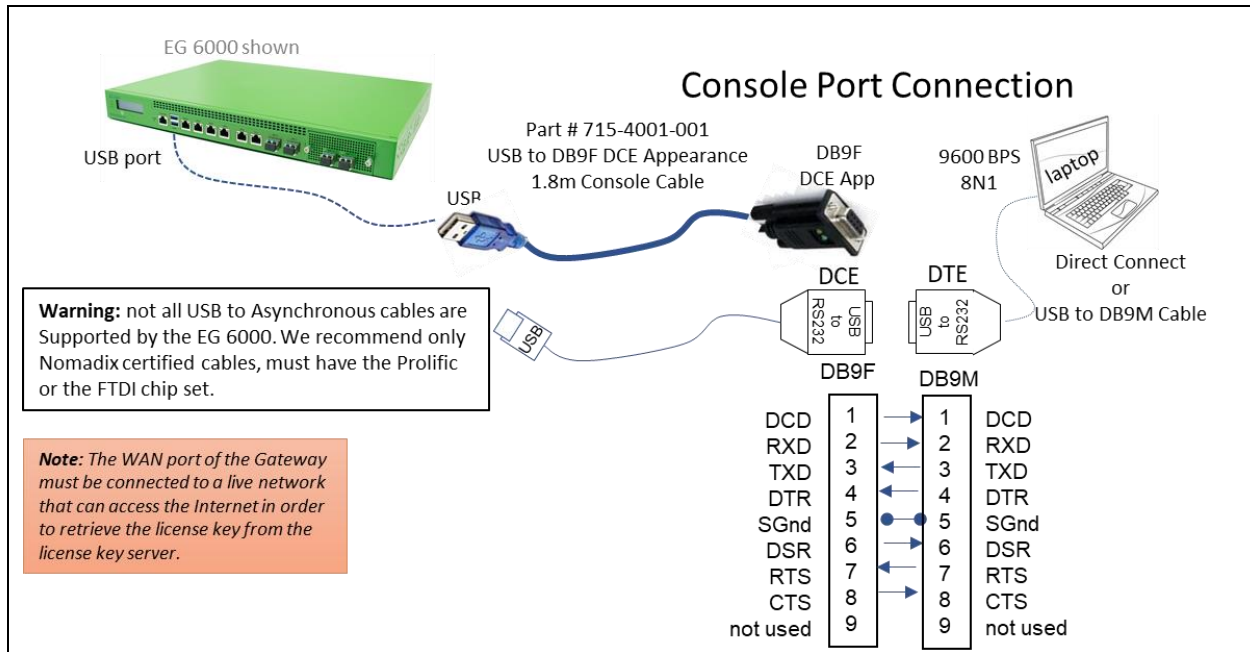 EG 6000 shown
Console Port Connection
USB port
Part # 715-4001-001
USB to DB9F DCE Appearance
1.8m Console Cable
USB
DB9F
DCE App
9600 BPS
8N1
laptop
Direct Connect
or
USB to DB9M Cable
Warning: not all USB to Asynchronous cables are
Supported by the EG 6000. We recommend only
Nomadix certified cables, must have the Prolific
or the FTDI chip set.
Note: The WAN port of the Gateway
must be connected to a live network
that can access the Internet in order
to retrieve the license key from the
license key server.
USB
DCE
USB
to
RS232
DB9F
DTE
USB
to
RS232
DB9M
DCD 1 1 DCD
RXD 2 2 RXD
TXD 3 3 TXD
DTR 4 4 DTR
SGnd 5 5 SGnd
DSR 6 6 DSR
RTS 7 7 RTS
CTS 8 8 CTS
not used 9 9 not used